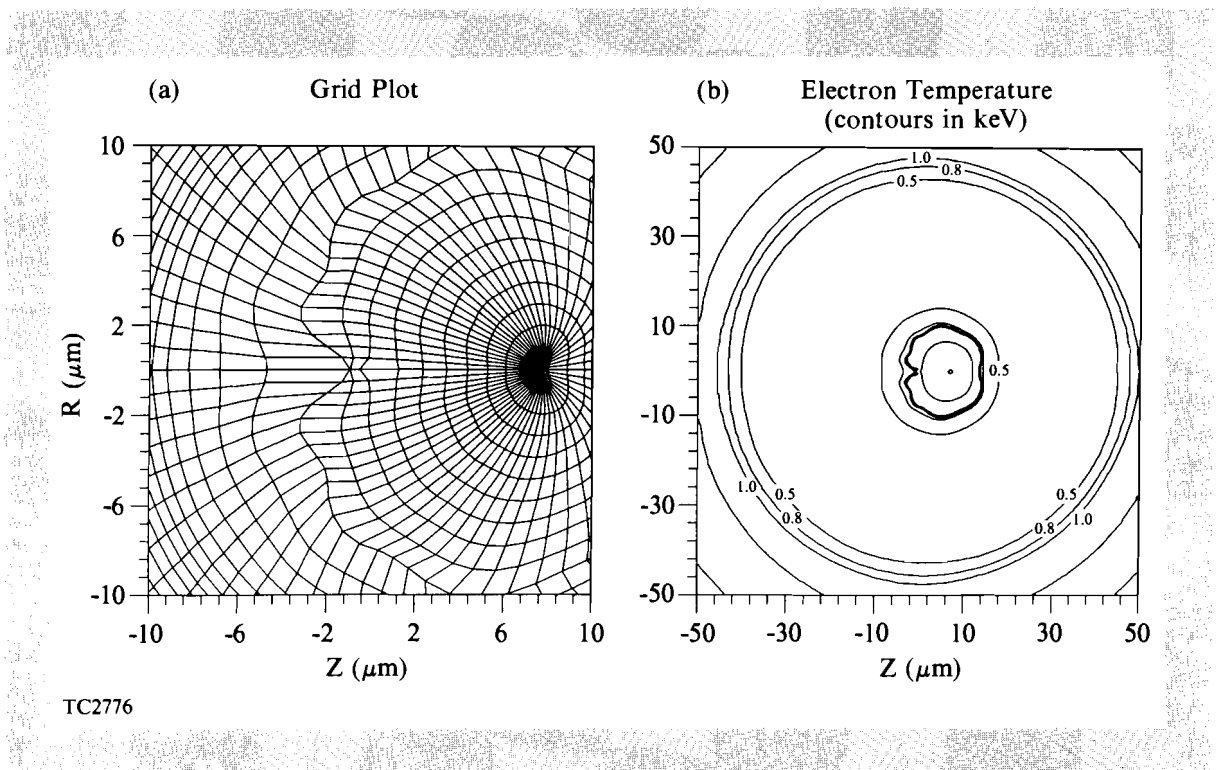 (a) Grid Plot
10
6
2
-2
-6
-10
R (μm)
-10 -6 -2 2 6 10
Z (μm)
(b) Electron Temperature
(contours in keV)
50
30
10
-10
-30
-50
1.0
0.8
0.5
0.5
1.0
0.5
0.8
0.5
0.8
1.0
-50 -30 -10 10 30 50
Z (μm)
TC2776